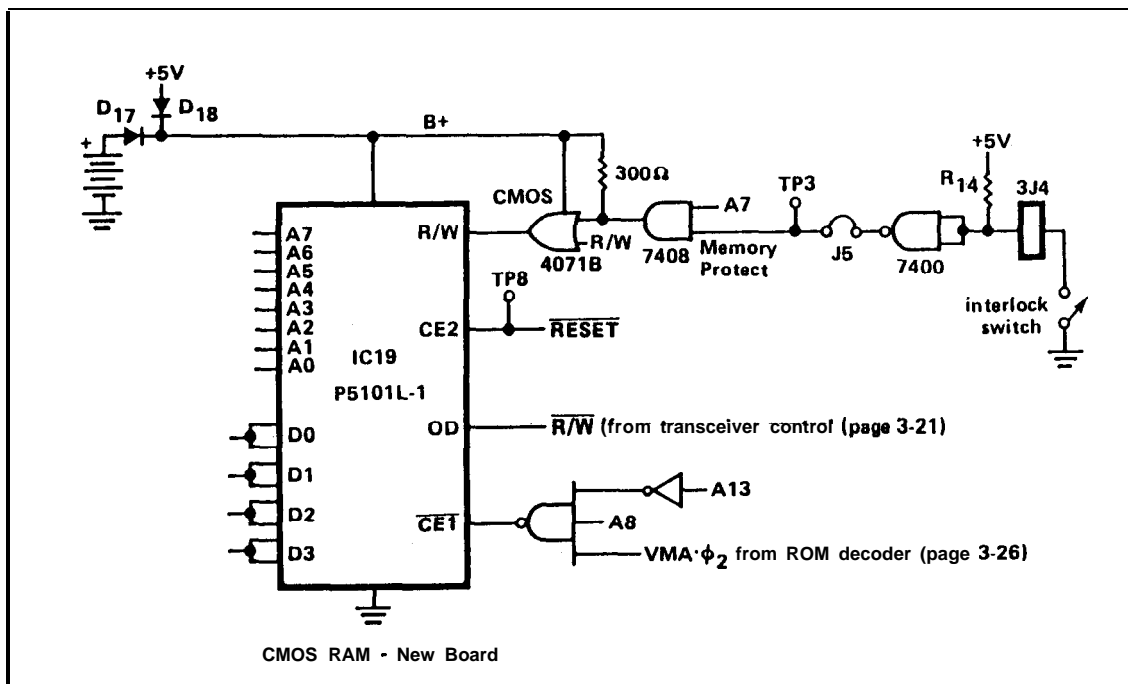 +5V
D17
D18
B+
+
300Ω
CMOS
+5V
R14
3J4
TP3
A7
R/W
4071B
7408
Memory
Protect
J5
7400
interlock
switch
A7
A6
A5
A4
A3
A2
A1
A0
R/W
TP8
CE2
RESET
IC19
P5101L-1
OD
R/W (from transceiver control (page 3-21)
D0
D1
D2
D3
CE1
A13
A8
VMA·ϕ2 from ROM decoder (page 3-26)
CMOS RAM - New Board